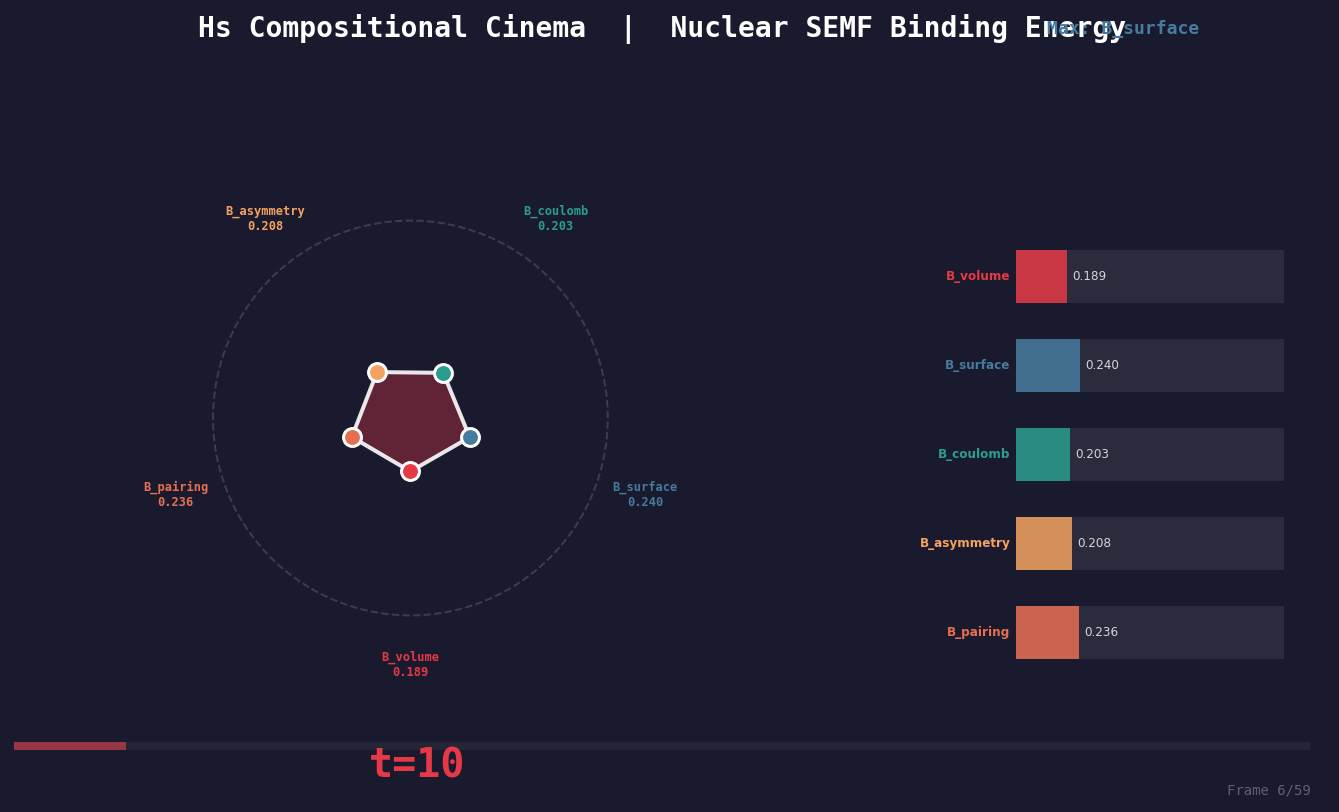 Hs Compositional Cinema | Nuclear SEMF Binding Energy
Max: B_surface
B_asymmetry
0.208
B_coulomb
0.203
B_pairing
0.236
B_surface
0.240
B_volume
0.189
B_volume 0.189
B_surface 0.240
B_coulomb 0.203
B_asymmetry 0.208
B_pairing 0.236
t=10
Frame 6/59